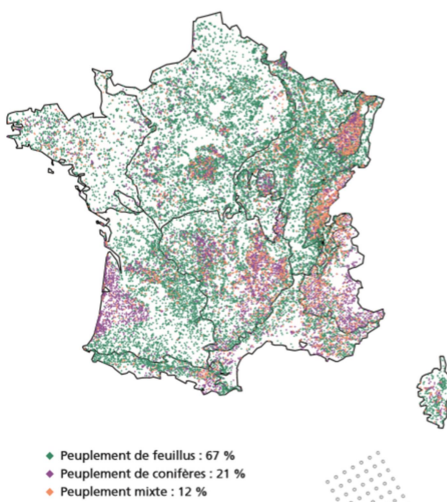 Peuplement de feuillus : 67 %
Peuplement de conifères : 21 %
Peuplement mixte : 12 %